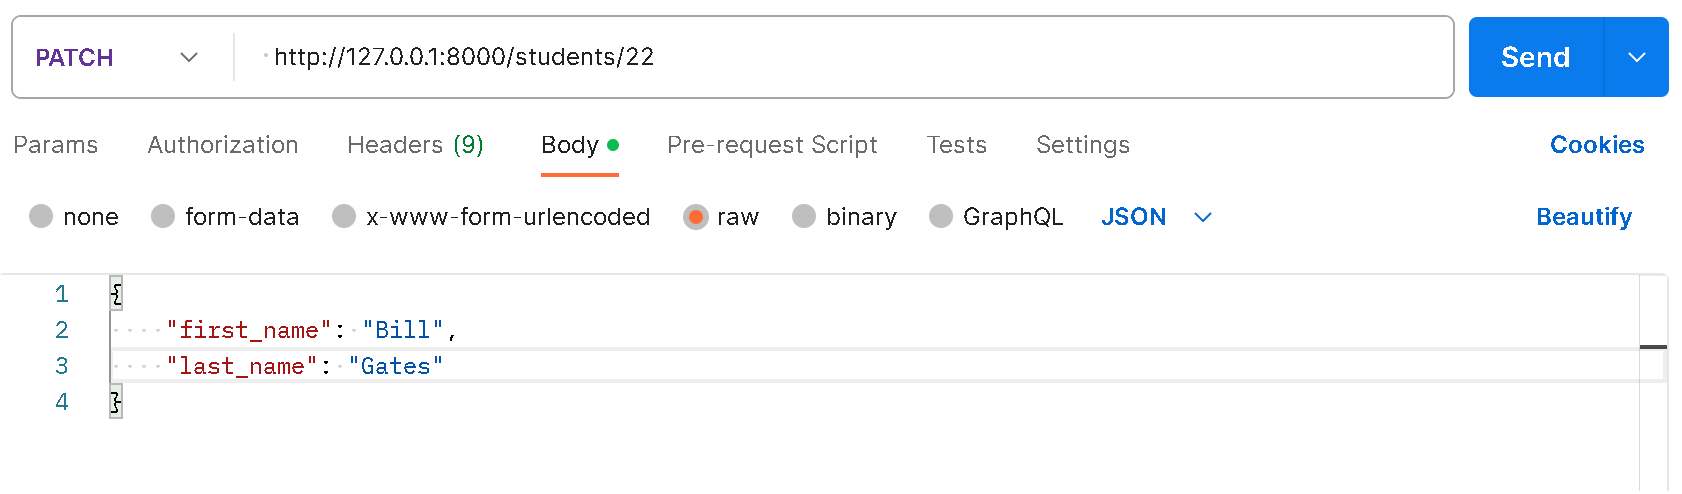 PATCH http://127.0.0.1:8000/students/22 Send
Params Authorization Headers (9) Body Pre-request Script Tests Settings Cookies
none form-data x-www-form-urlencoded raw binary GraphQL JSON Beautify
1 {
2 "first_name": "Bill",
3 "last_name": "Gates"
4 }